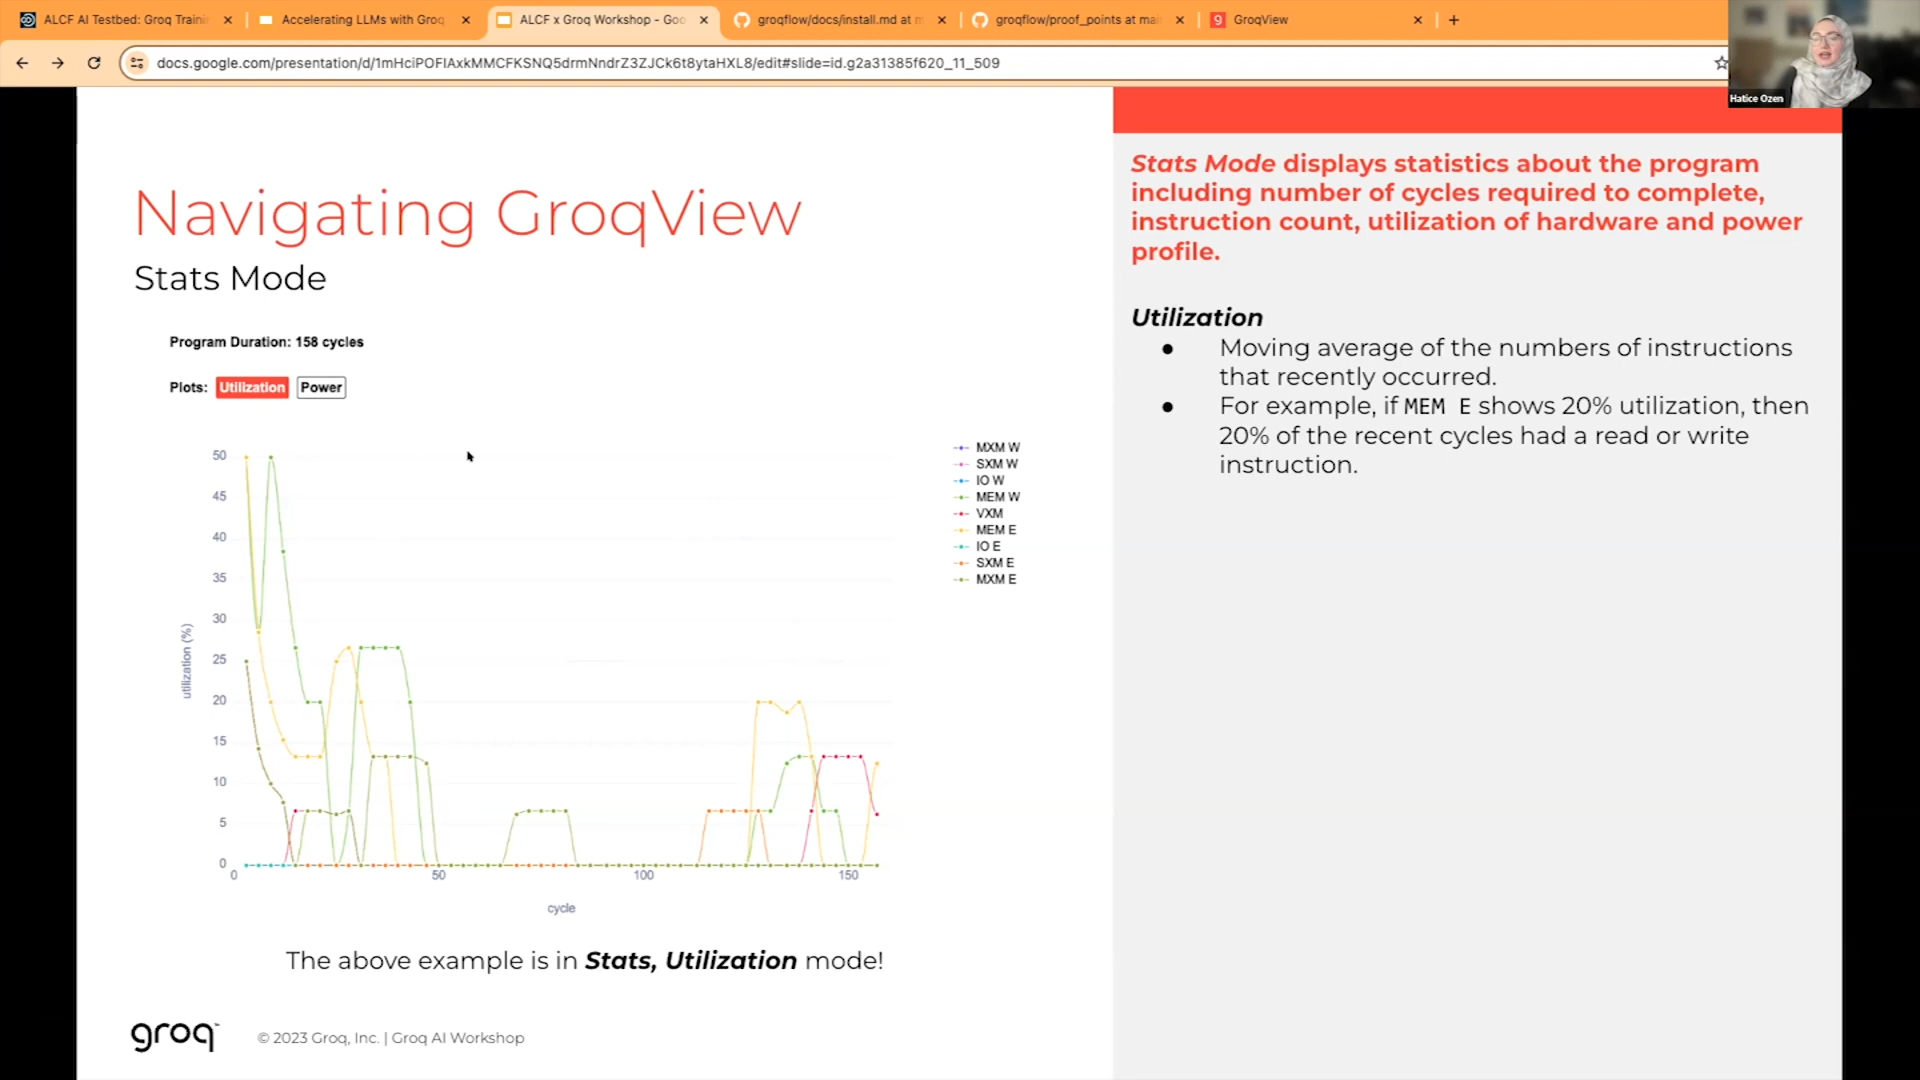 ALCF AI Testbed: Groq Traini
Accelerating LLMs with Groq
ALCF x Groq Workshop - Goo
groqflow/docs/install.md at m
groqflow/proof_points at mai
GroqView
docs.google.com/presentation/d/1mHciPOFIAxkMMCFKSNQ5drmNndrZ3ZJCk6t8ytaHXL8/edit#slide=id.g2a31385f620_11_509
Hatice Ozen
Navigating GroqView
Stats Mode
Program Duration: 158 cycles
Plots: Utilization Power
50
45
40
35
30
25
20
15
10
5
0
utilization (%)
0 50 100 150
cycle
MXM W
SXM W
IO W
MEM W
VXM
MEM E
IO E
SXM E
MXM E
The above example is in Stats, Utilization mode!
groq
© 2023 Groq, Inc. | Groq AI Workshop
Stats Mode displays statistics about the program
including number of cycles required to complete,
instruction count, utilization of hardware and power
profile.
Utilization
● Moving average of the numbers of instructions
that recently occurred.
● For example, if MEM E shows 20% utilization, then
20% of the recent cycles had a read or write
instruction.